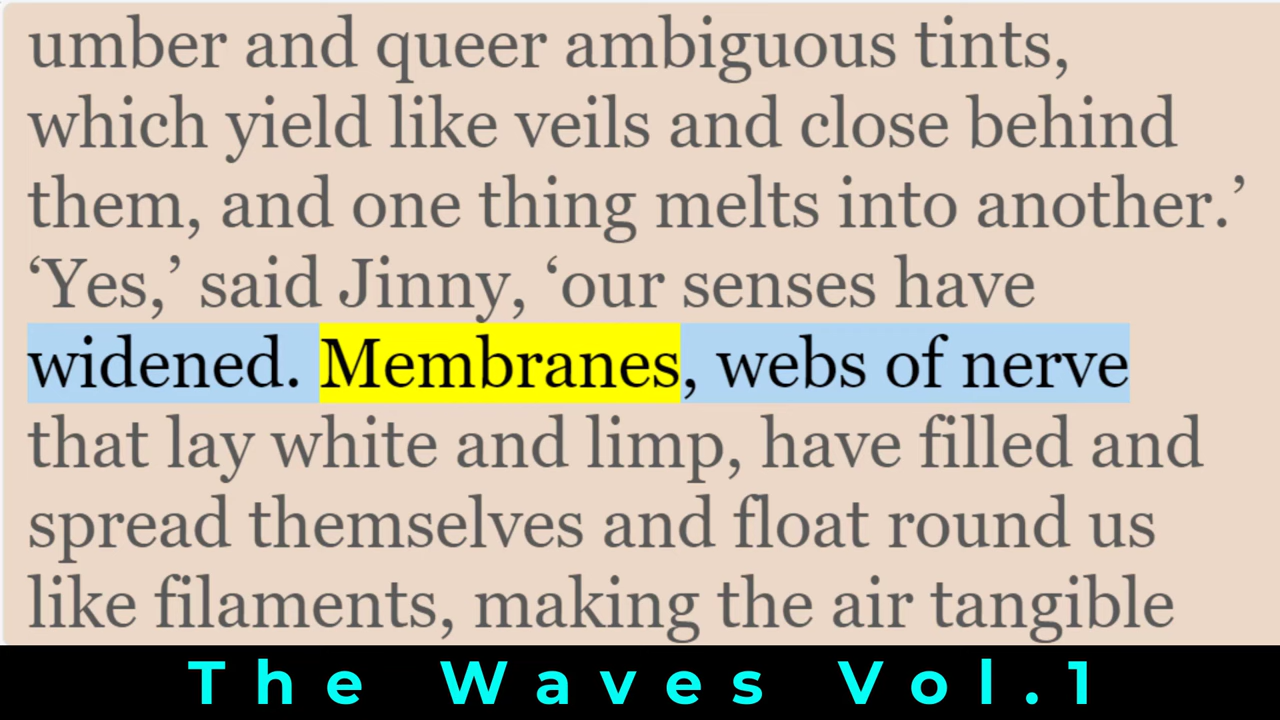 umber and queer ambiguous tints,
which yield like veils and close behind
them, and one thing melts into another.’
‘Yes,’ said Jinny, ‘our senses have
widened. Membranes, webs of nerve
that lay white and limp, have filled and
spread themselves and float round us
like filaments, making the air tangible
The Waves Vol.1